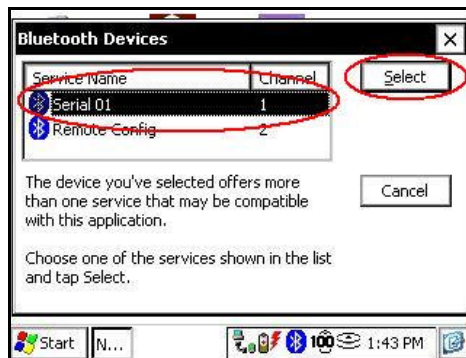 Bluetooth Devices
Service Name Channel
Serial 01 1
Remote Config 2
Select
Cancel
The device you've selected offers more
than one service that may be compatible
with this application.
Choose one of the services shown in the list
and tap Select.
Start N... 100 1:43 PM